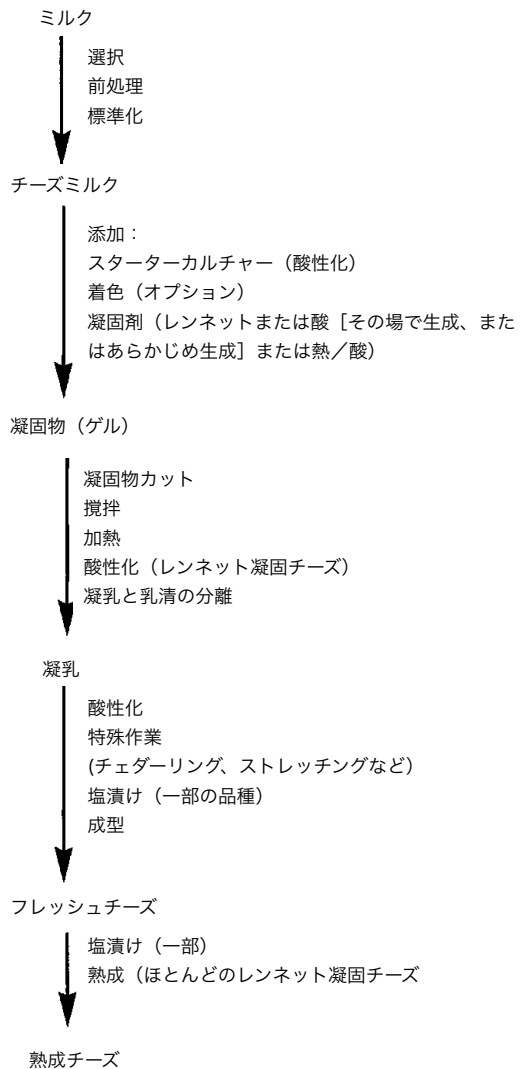 ミルク
選択
前処理
標準化
チーズミルク
添加：
スターターカルチャー（酸性化）
着色（オプション）
凝固剤（レンネットまたは酸［その場で生成、また
はあらかじめ生成］または熱／酸）
凝固物（ゲル）
凝固物カット
撹拌
加熱
酸性化（レンネット凝固チーズ）
凝乳と乳清の分離
凝乳
酸性化
特殊作業
(チェダーリング、ストレッチングなど）
塩漬け（一部の品種）
成型
フレッシュチーズ
塩漬け（一部）
熟成（ほとんどのレンネット凝固チーズ
熟成チーズ